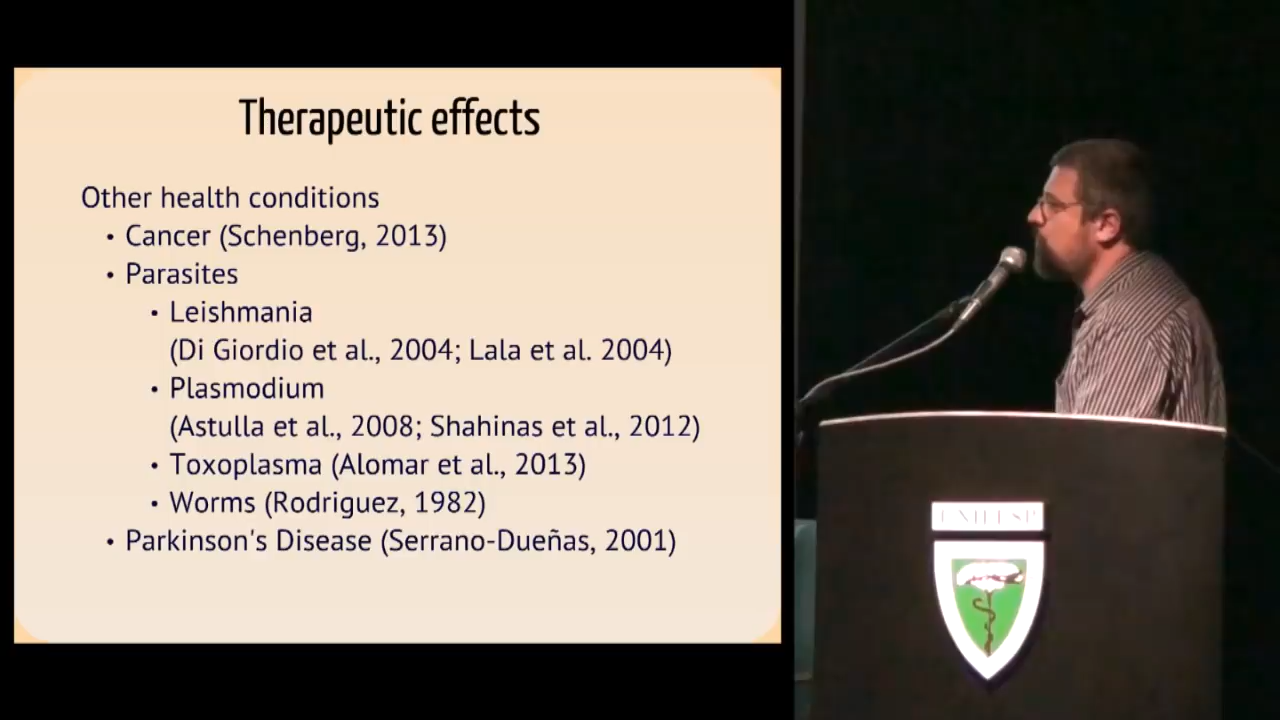 Therapeutic effects
Other health conditions
• Cancer (Schenberg, 2013)
• Parasites
• Leishmania
(Di Giordio et al., 2004; Lala et al. 2004)
• Plasmodium
(Astulla et al., 2008; Shahinas et al., 2012)
• Toxoplasma (Alomar et al., 2013)
• Worms (Rodriguez, 1982)
• Parkinson's Disease (Serrano-Dueñas, 2001)
UNIFESP